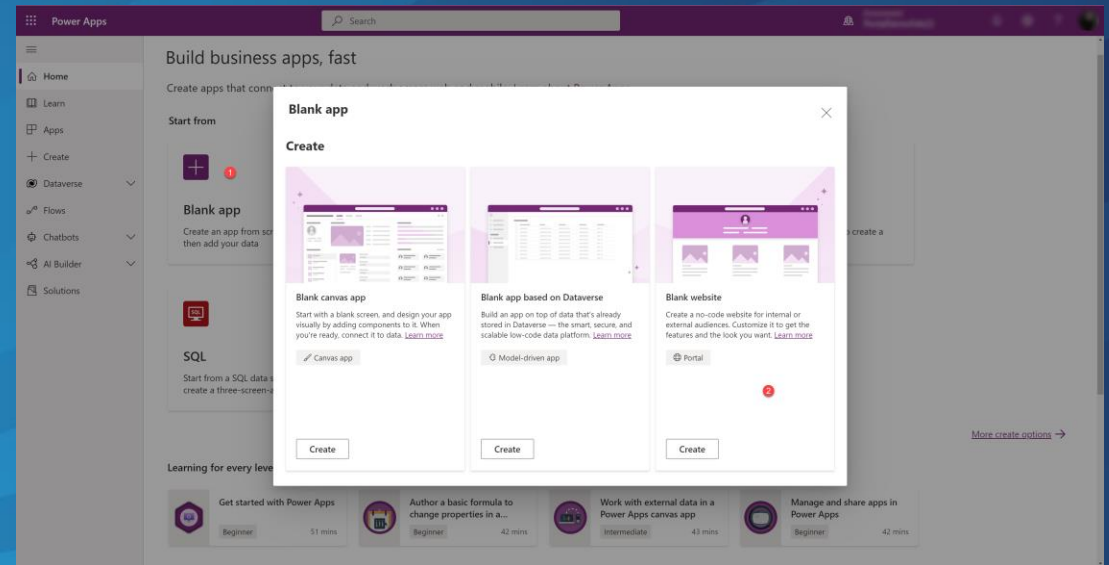 Power Apps
Search
Home
Learn
Apps
Create
Dataverse
Flows
Chatbots
AI Builder
Solutions
Build business apps, fast
Create apps that conn
Start from
1
Blank app
Create an app from scr
then add your data
SQL
Start from a SQL data s
create a three-screen-a
create a
More create options
Blank app
Create
Blank canvas app
Start with a blank screen, and design your app
visually by adding components to it. When
you're ready, connect it to data. Learn more
Canvas app
Create
Blank app based on Dataverse
Build an app on top of data that's already
stored in Dataverse — the smart, secure, and
scalable low-code data platform. Learn more
Model-driven app
Create
Blank website
Create a no-code website for internal or
external audiences. Customize it to get the
features and the look you want. Learn more
Portal
2
Create
Learning for every leve
Get started with Power Apps
Beginner
51 mins
Author a basic formula to
change properties in a...
Beginner
42 mins
Work with external data in a
Power Apps canvas app
Intermediate
43 mins
Manage and share apps in
Power Apps
Beginner
42 mins